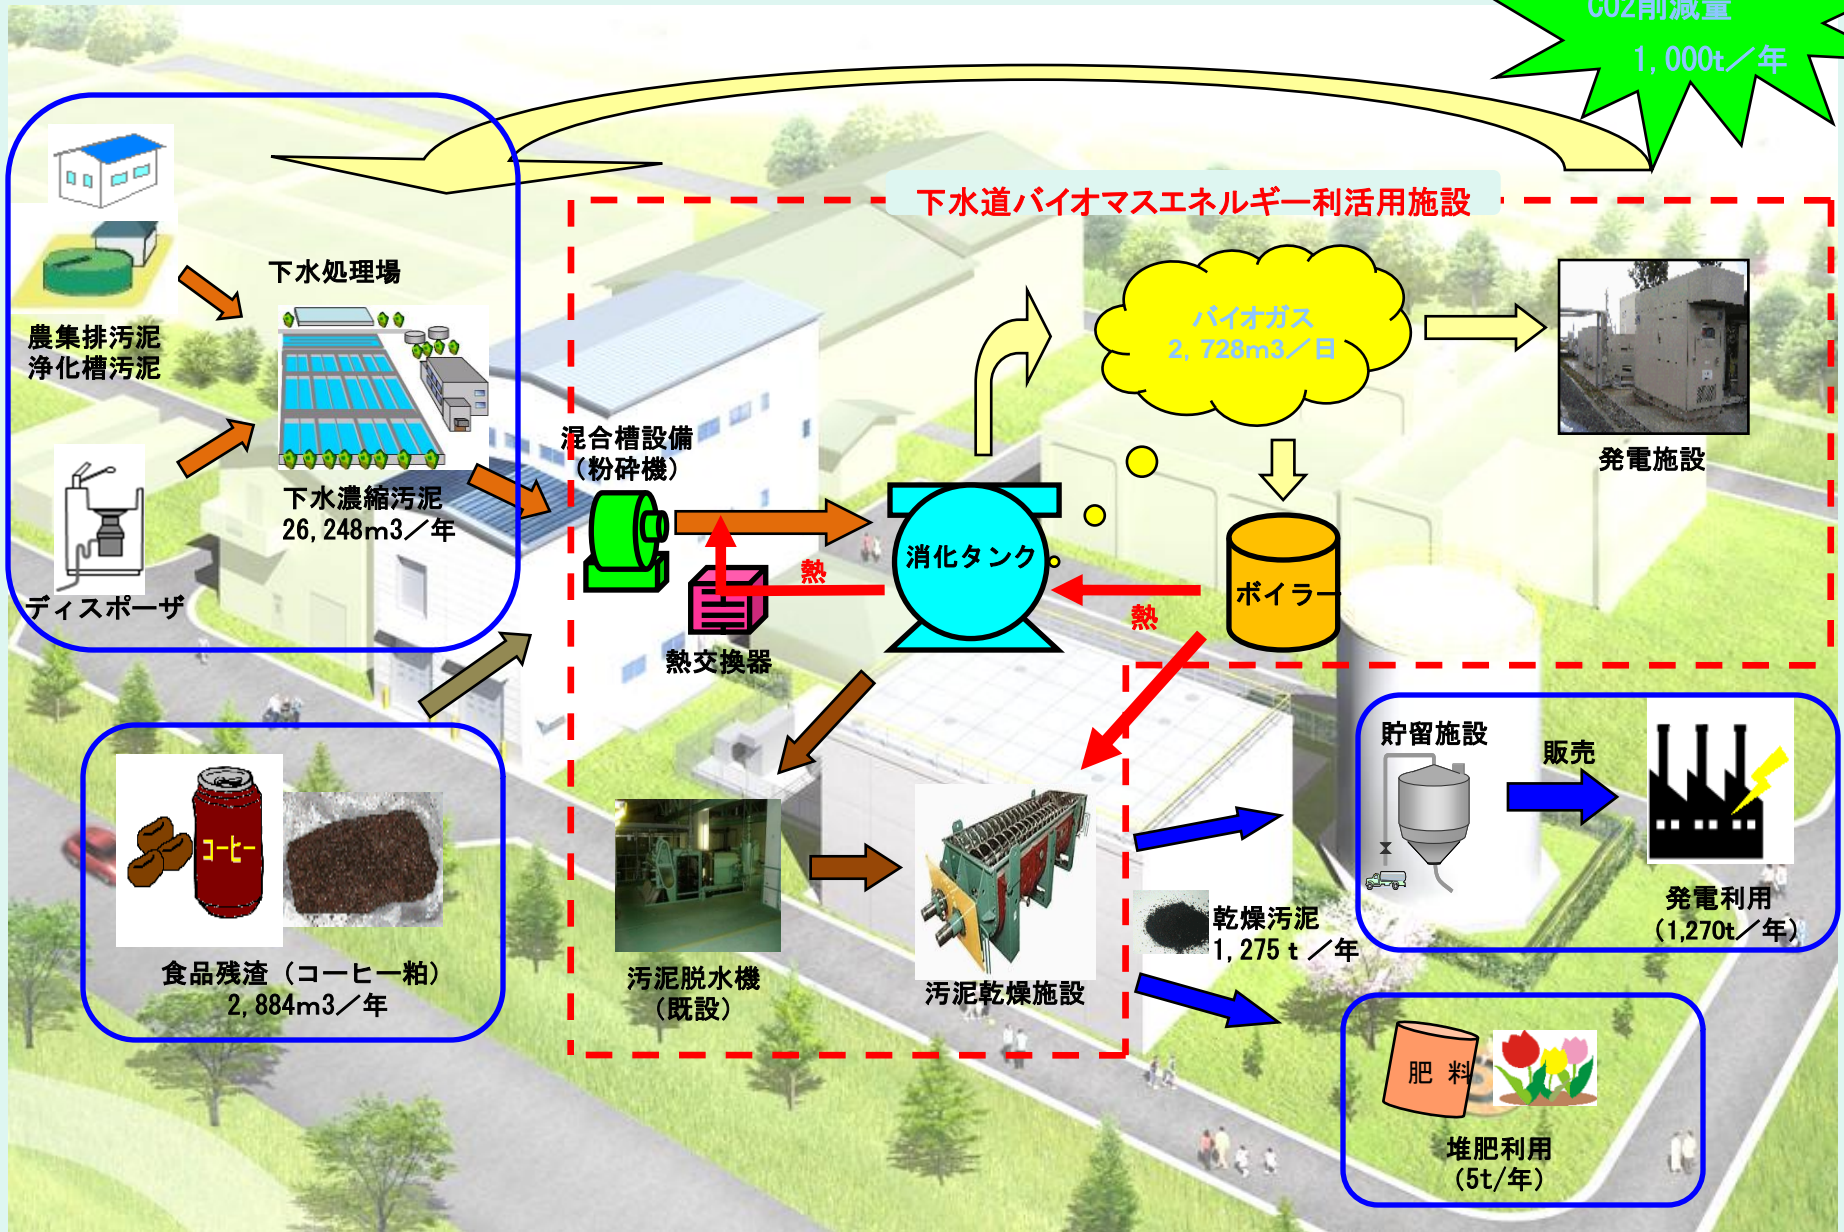 CO2削減量
1,000t／年
下水道バイオマスエネルギー利活用施設
下水処理場
農集排汚泥
浄化槽汚泥
バイオガス
2,728m3／日
発電施設
混合槽設備
（粉砕機）
下水濃縮汚泥
26,248m3／年
消化タンク
熱
ボイラー
熱
ディスポーザ
熱交換器
貯留施設
販売
コーヒー
発電利用
（1,270t／年）
乾燥汚泥
1,275ｔ／年
食品残渣（コーヒー粕）
2,884m3／年
汚泥脱水機
（既設）
汚泥乾燥施設
肥 料
堆肥利用
（5t/年）